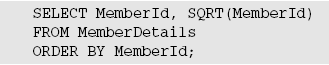 SELECT MemberId, SQRT(MemberId)
FROM MemberDetails
ORDER BY MemberId;